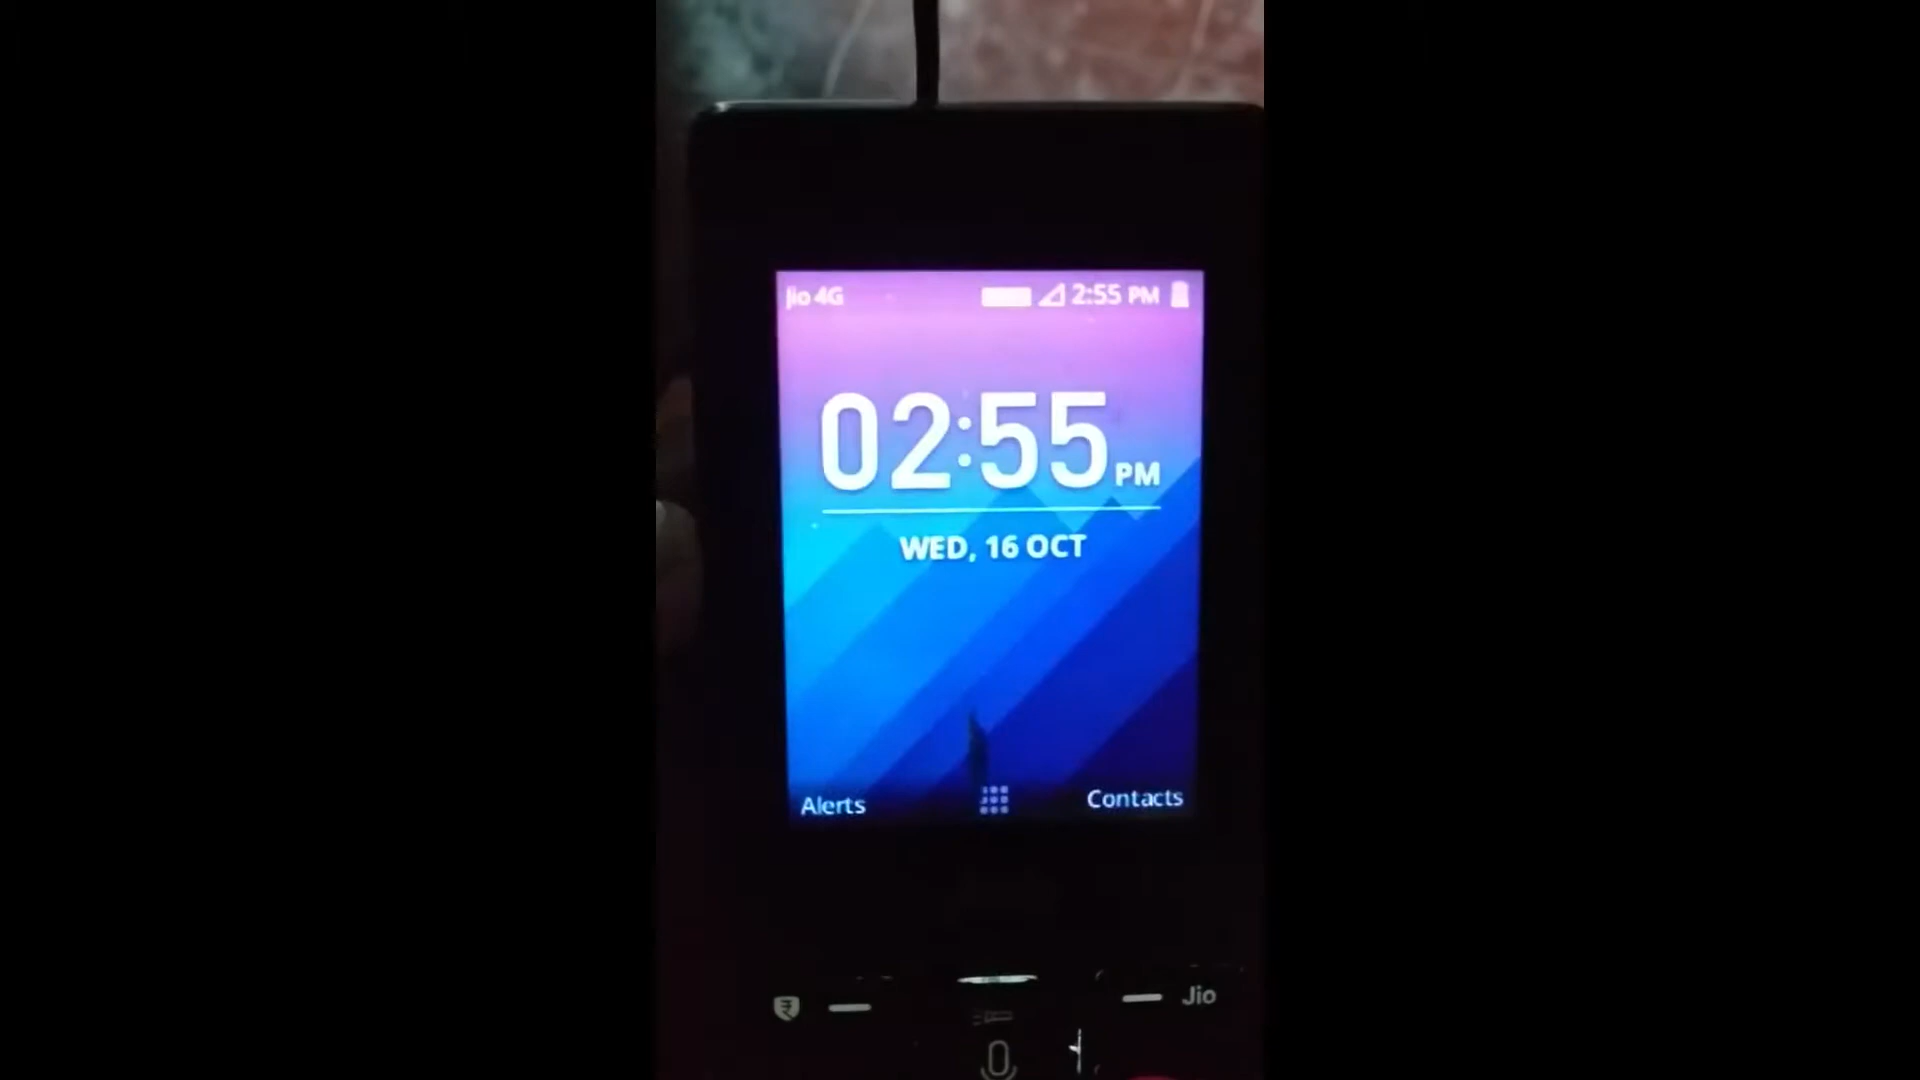 Jio 4G 2:55 PM
02:55 PM
WED, 16 OCT
Alerts Contacts
Jio